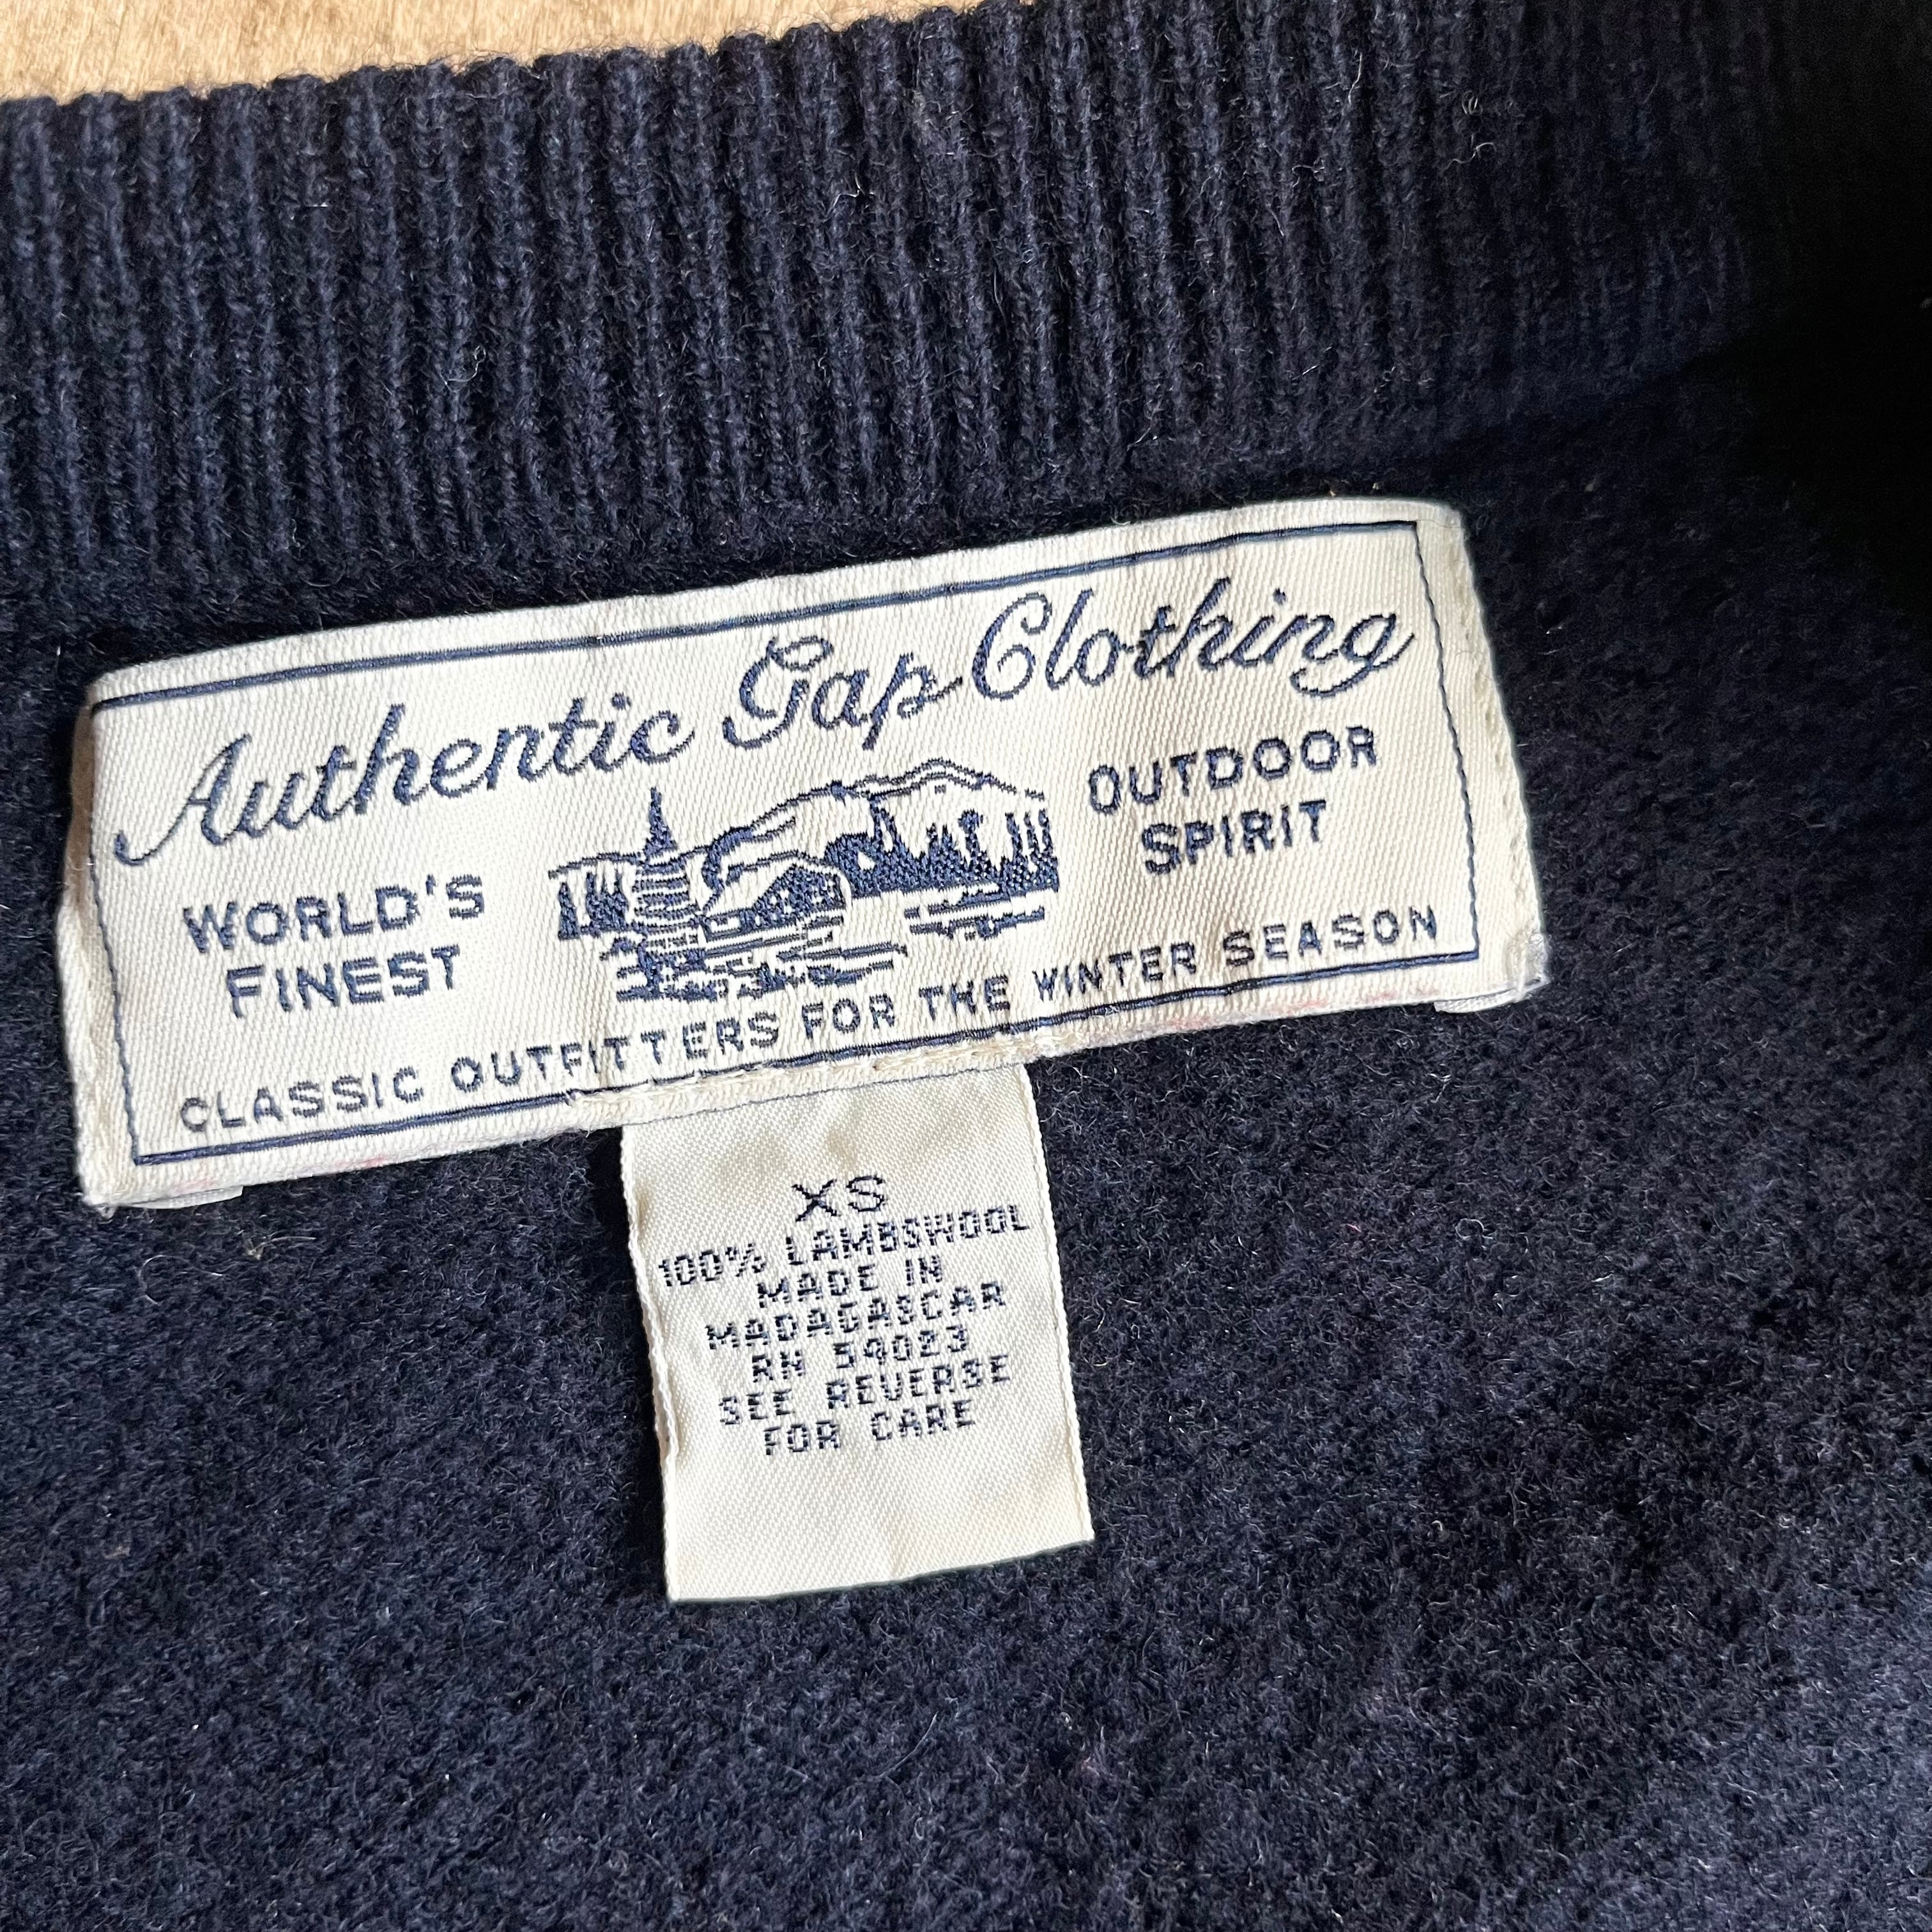 Authentic Gap Clothing
WORLD'S
FINEST
OUTDOOR
SPIRIT
CLASSIC OUTFITTERS FOR THE WINTER SEASON
XS
100% LAMBSWOOL
MADE IN
MADAGASCAR
RN 54023
SEE REVERSE
FOR CARE